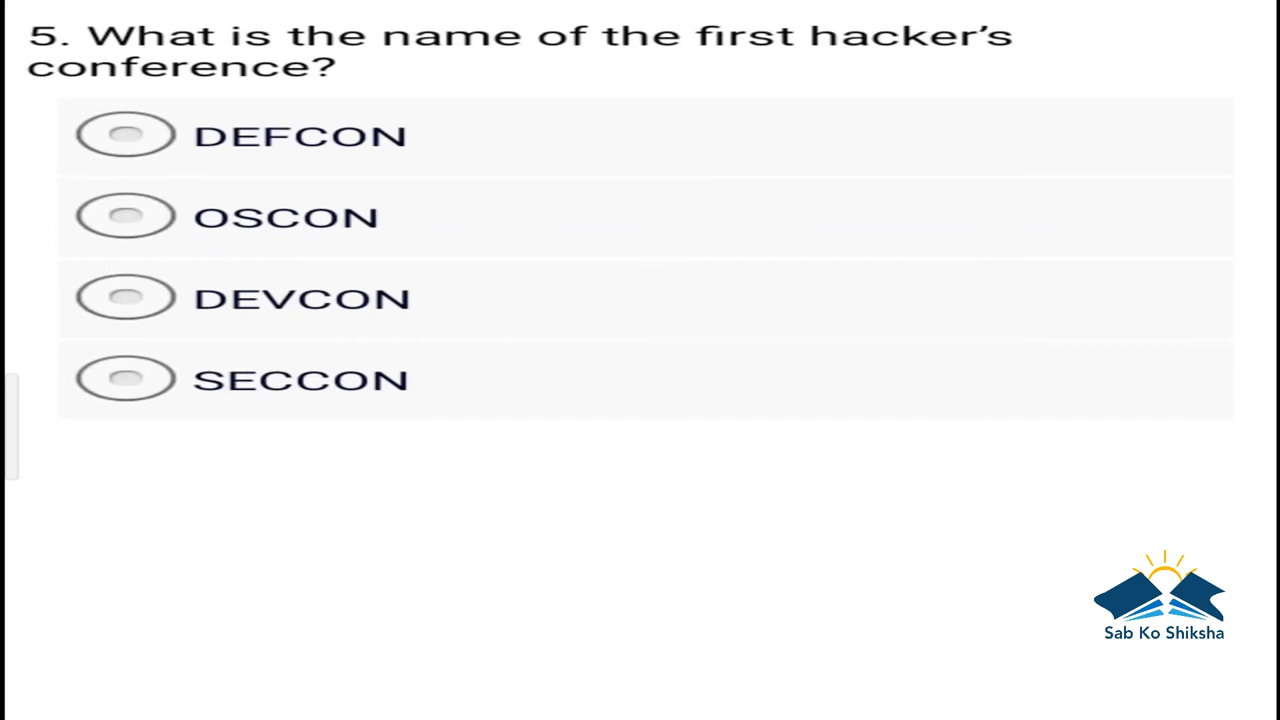 5. What is the name of the first hacker’s
conference?
DEFCON
OSCON
DEVCON
SECCON
Sab Ko Shiksha